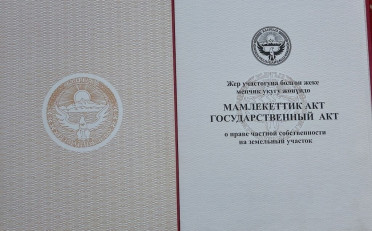 Жер участогуна болгон жеке
менчик укугу жөнүндө
МАМЛЕКЕТТИК АКТ
ГОСУДАРСТВЕННЫЙ АКТ
о праве частной собственности
на земельный участок